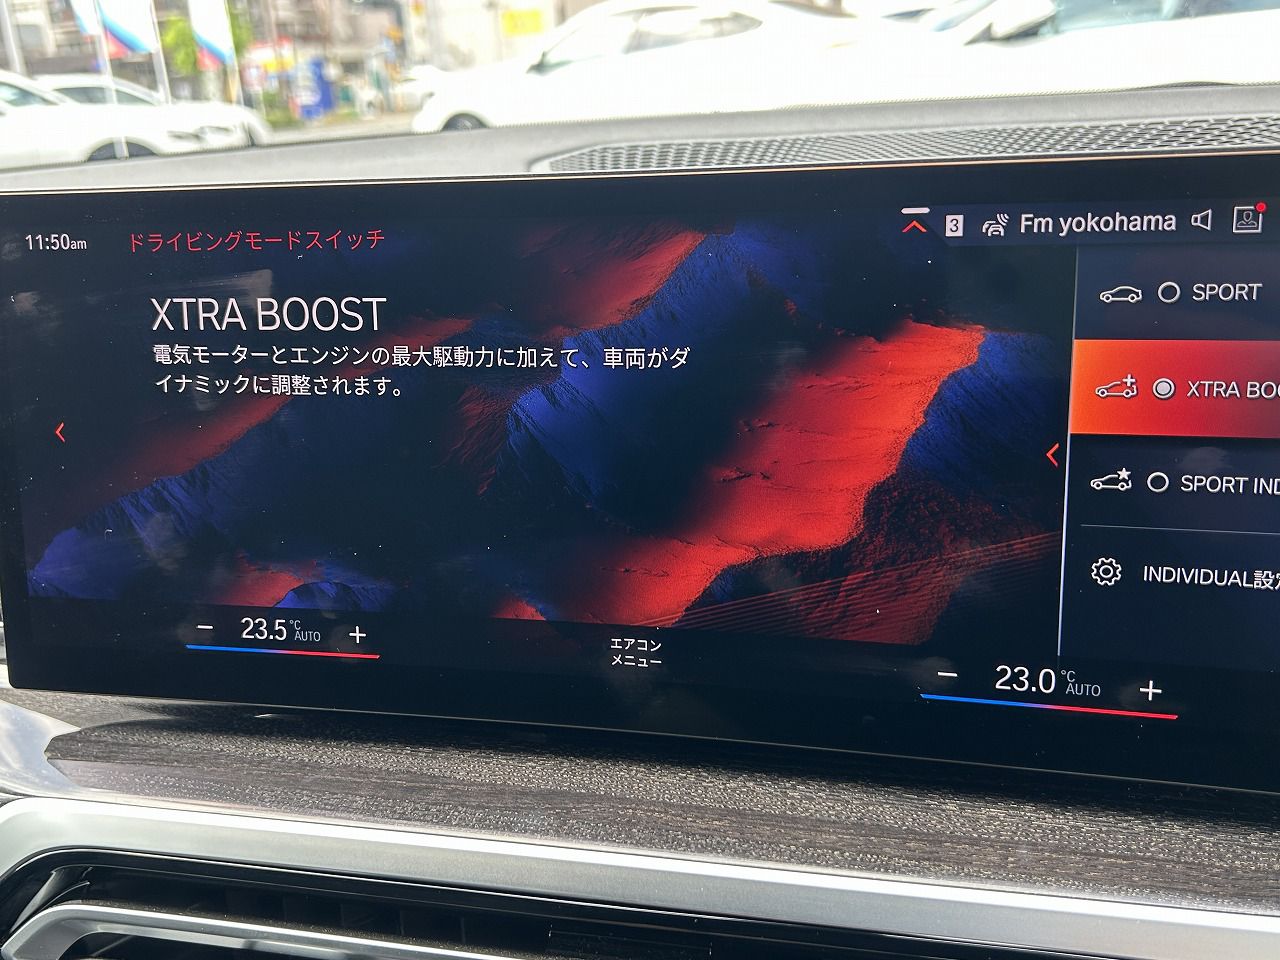 11:50am
ドライビングモードスイッチ
3
Fm yokohama
XTRA BOOST
電気モーターとエンジンの最大駆動力に加えて、車両がダ
イナミックに調整されます。
SPORT
XTRA BOO
SPORT IND
INDIVIDUAL設定
23.5°C AUTO
エアコン
メニュー
23.0°C AUTO